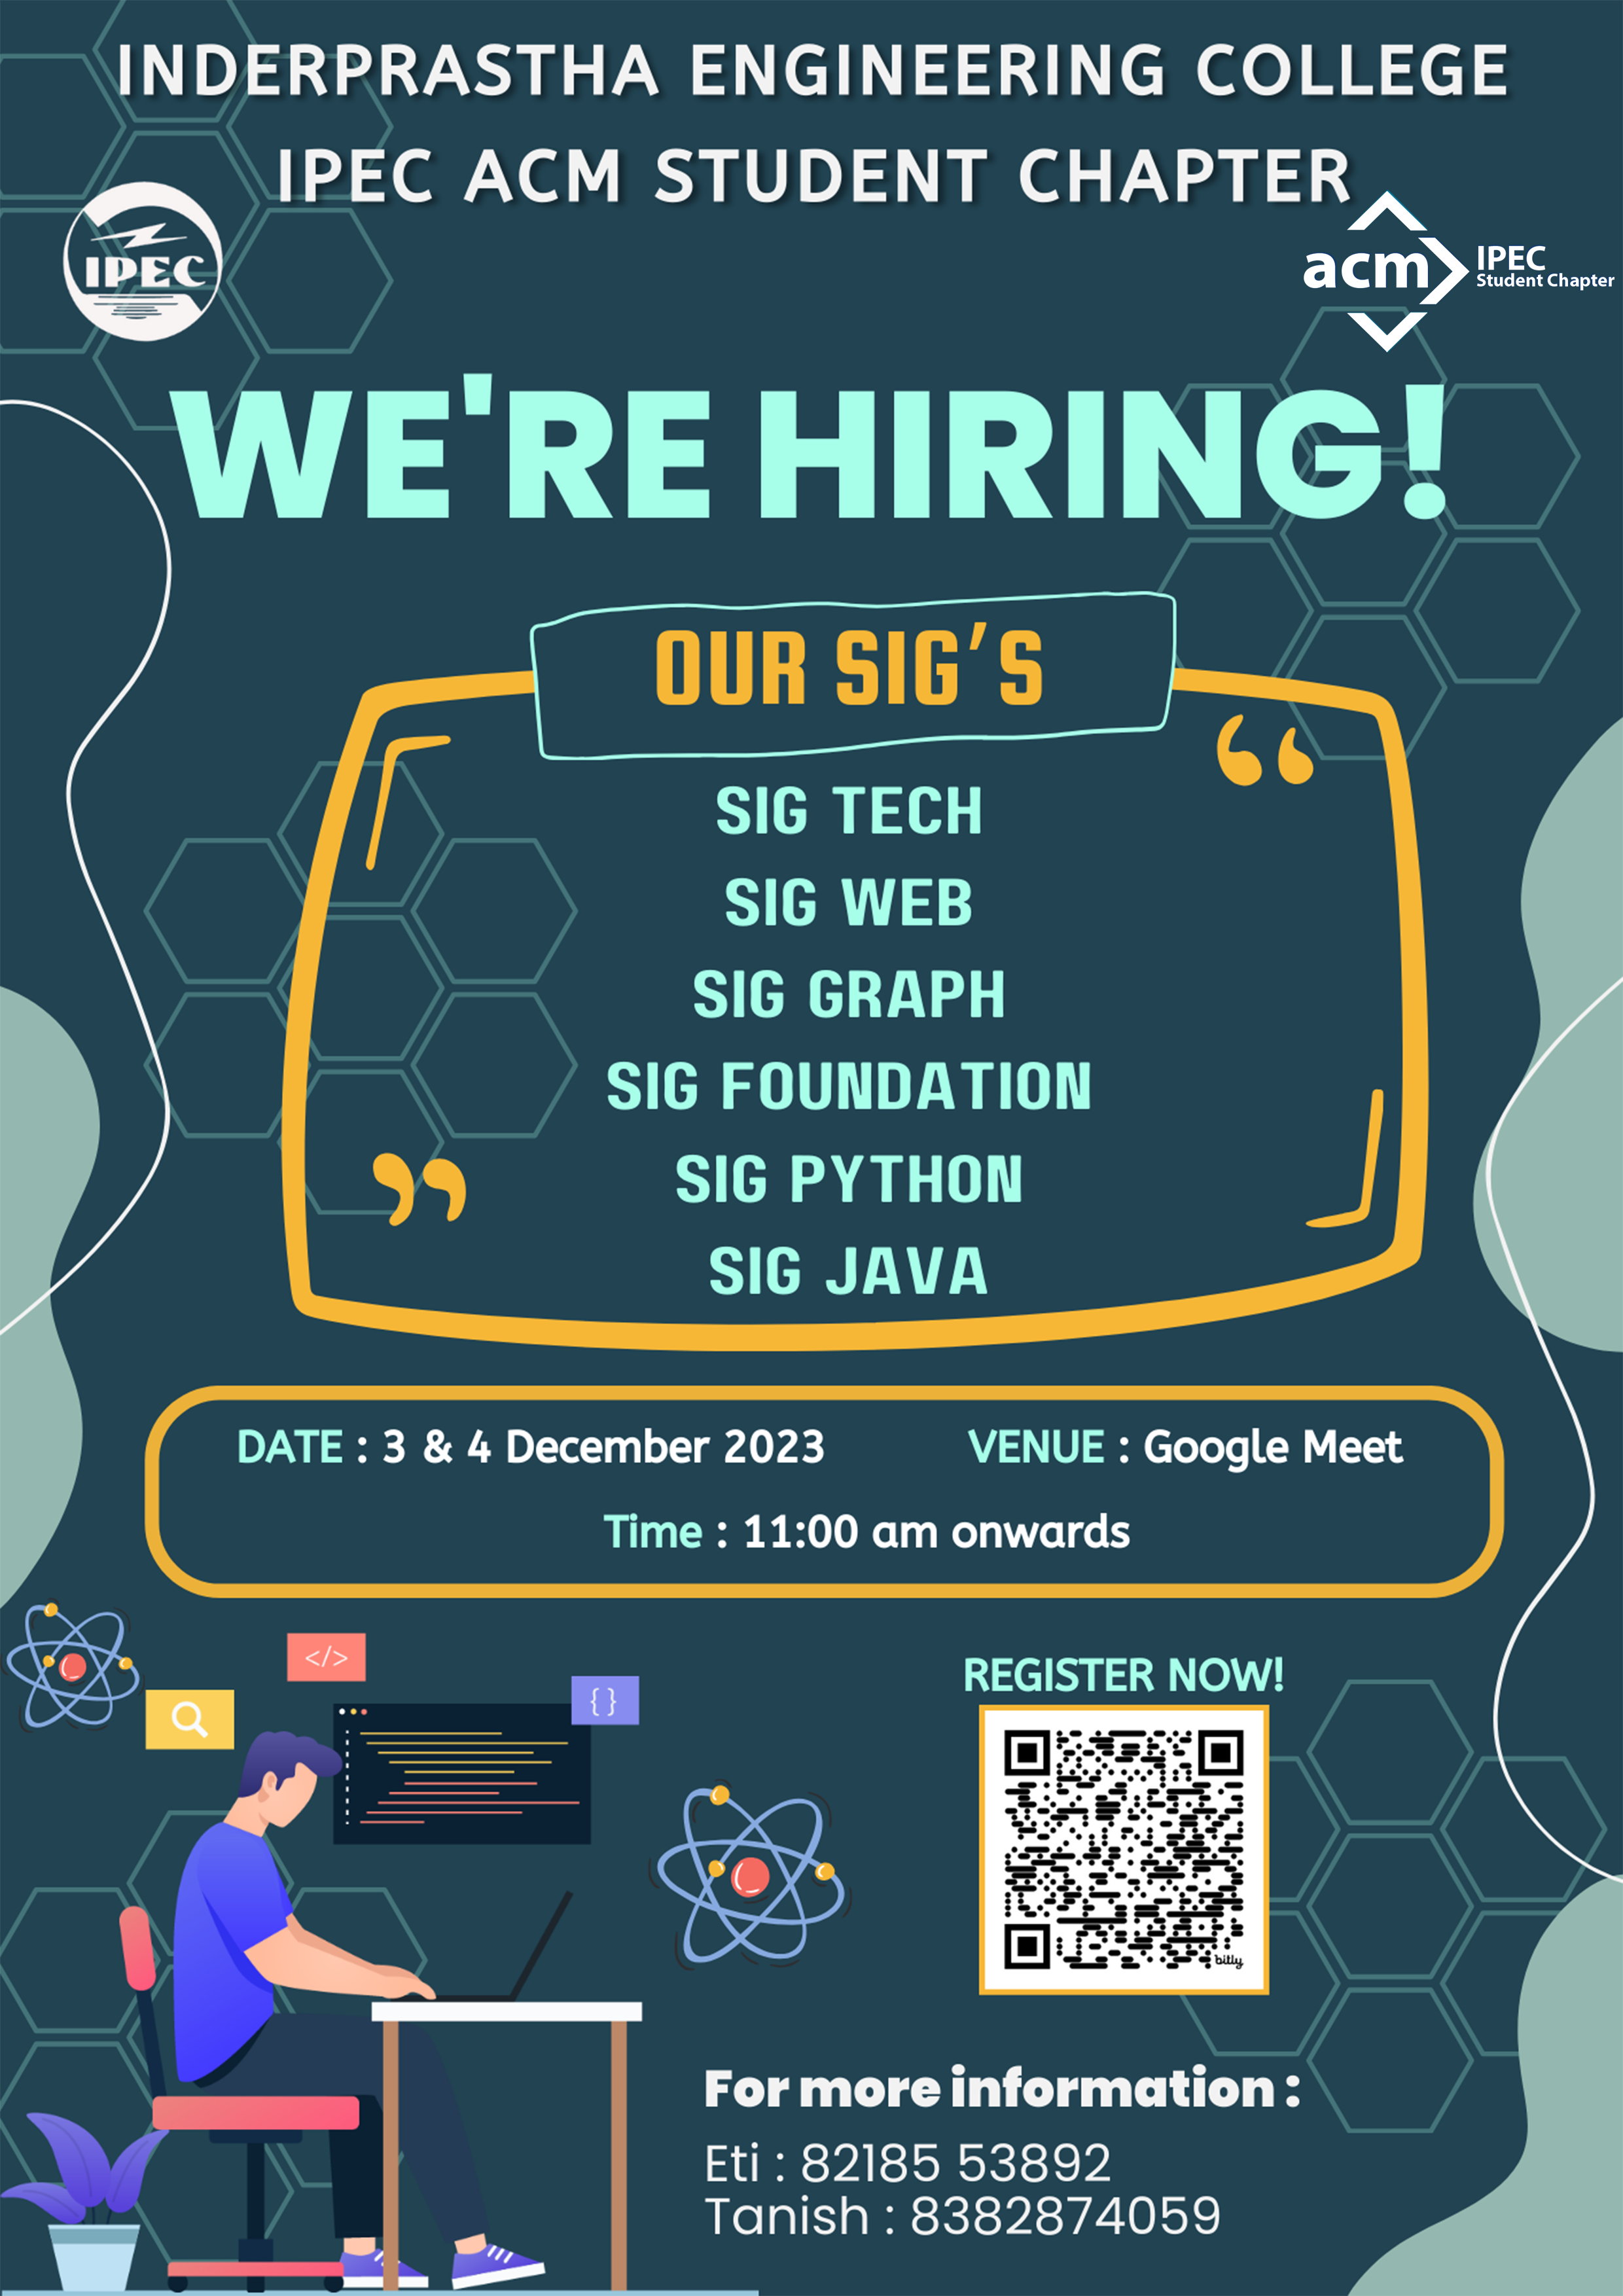 INDERPRASTHA ENGINEERING COLLEGE
IPEC ACM STUDENT CHAPTER
IPEC
acm
IPEC
Student Chapter
WE'RE HIRING!
OUR SIG'S
SIG TECH
SIG WEB
SIG GRAPH
SIG FOUNDATION
SIG PYTHON
SIG JAVA
DATE : 3 & 4 December 2023
VENUE : Google Meet
Time : 11:00 am onwards
</>
{ }
REGISTER NOW!
bitly
For more information :
Eti : 82185 53892
Tanish : 8382874059